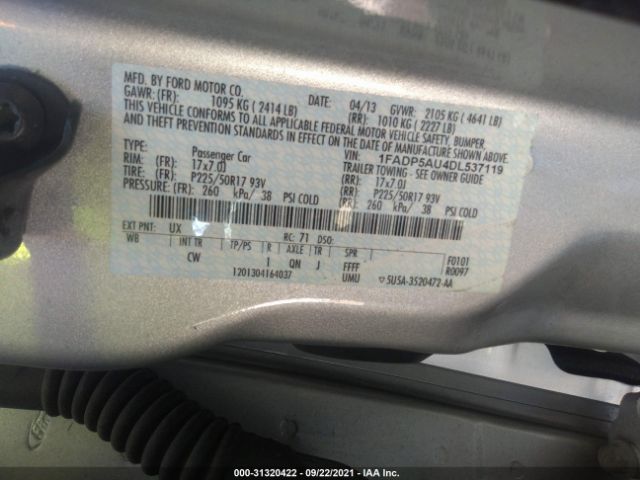 MFD. BY FORD MOTOR CO.
DATE: 04/13 GVWR: 2105 KG ( 4641 LB)
GAWR: (FR): 1095 KG ( 2414 LB) (RR): 1010 KG ( 2227 LB)
THIS VEHICLE CONFORMS TO ALL APPLICABLE FEDERAL MOTOR VEHICLE SAFETY, BUMPER,
AND THEFT PREVENTION STANDARDS IN EFFECT ON THE DATE OF MANUFACTURE SHOWN ABOVE.
VIN: 1FADP5AU4DL537119
TYPE: Passenger Car TRAILER TOWING - SEE OWNER GUIDE
RIM: (FR) 17x7.0J (RR): 17x7.0J
TIRE: (FR) P225/50R17 93V (RR): P225/50R17 93V
PRESSURE: (FR) 260 kPa/ 38 PSI COLD (RR): 260 kPa/ 38 PSI COLD
EXT PNT: UX RC: 71 DSO:
WB INT TR TP/PS R AXLE TR SPR F0101
CW I QN J FFFF R0097
1201304164037 UMU ▽5U5A-3520472-AA
000-31320422 - 09/22/2021 - IAA Inc.